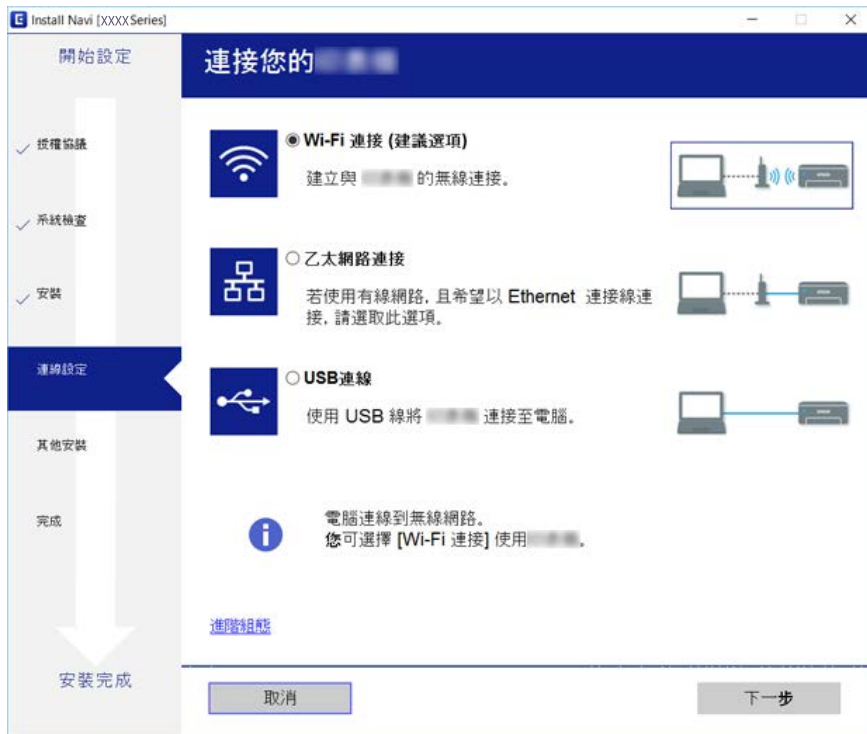 Install Navi [XXXX Series]
開始設定
授權協議
系統檢查
安裝
連線設定
其他安裝
完成
安裝完成
連接您的
Wi-Fi 連接 (建議選項)
建立與 的無線連接。
乙太網路連接
若使用有線網路, 且希望以 Ethernet 連接線連
接, 請選取此選項。
USB連線
使用 USB 線將 連接至電腦。
電腦連線到無線網路。
您可選擇 [Wi-Fi 連接] 使用 。
進階組態
取消
下一步